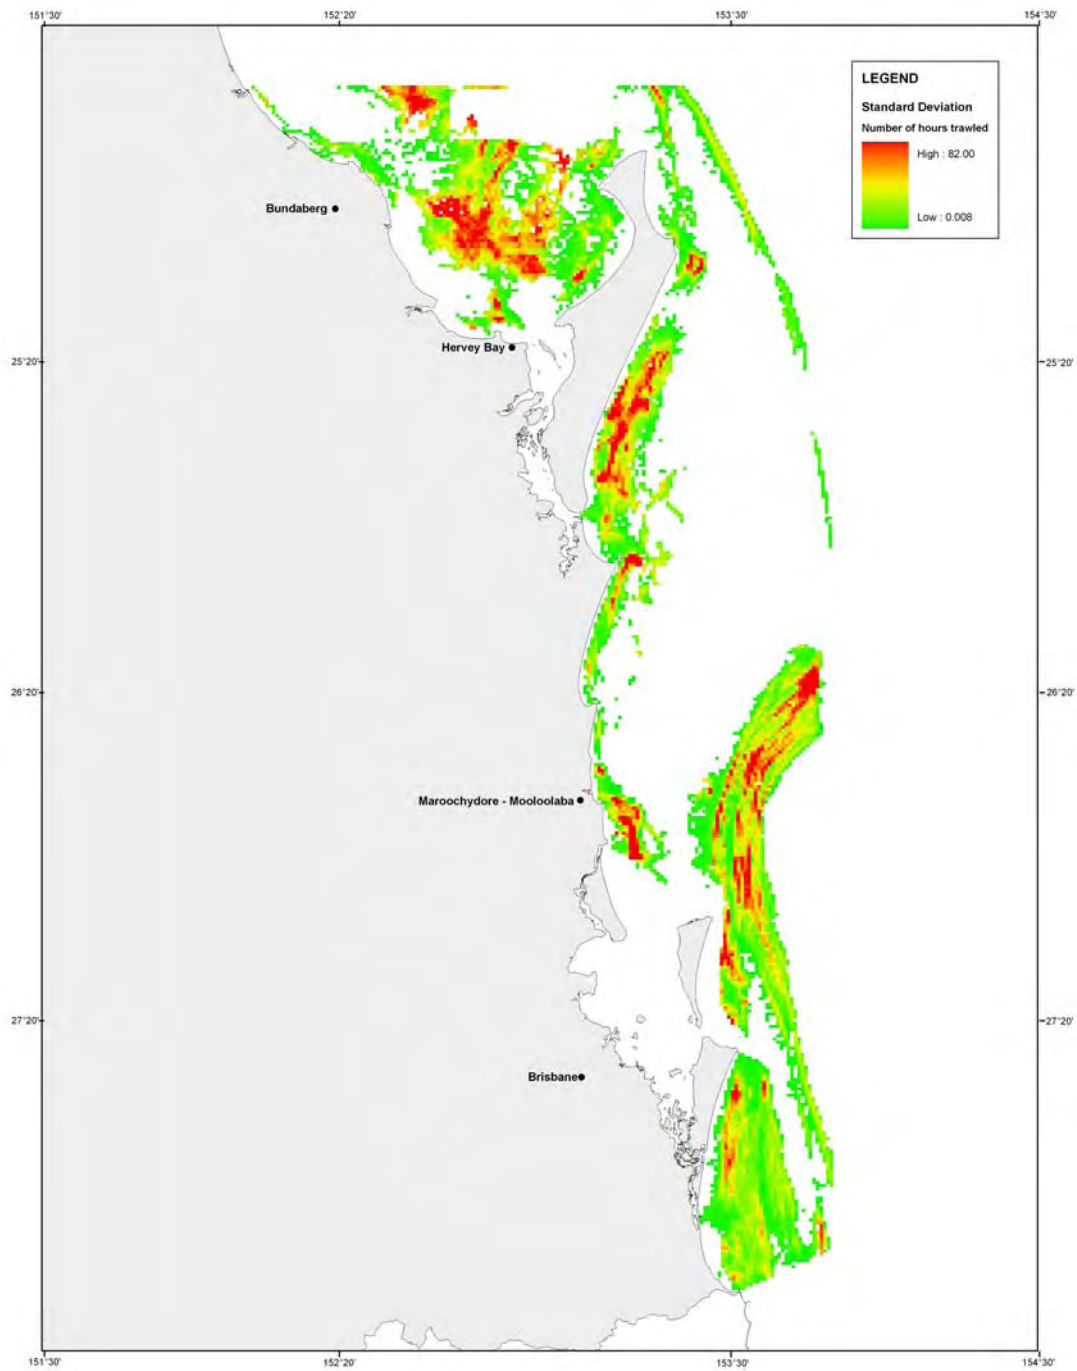 151°30'
152°20'
153°30'
154°30'
LEGEND
Standard Deviation
Number of hours trawled
High : 82.00
Low : 0.008
Bundaberg
Hervey Bay
25°20'
25°20'
26°20'
26°20'
Maroochydore - Mooloolaba
27°20'
27°20'
Brisbane
151°30'
152°20'
153°30'
154°30'